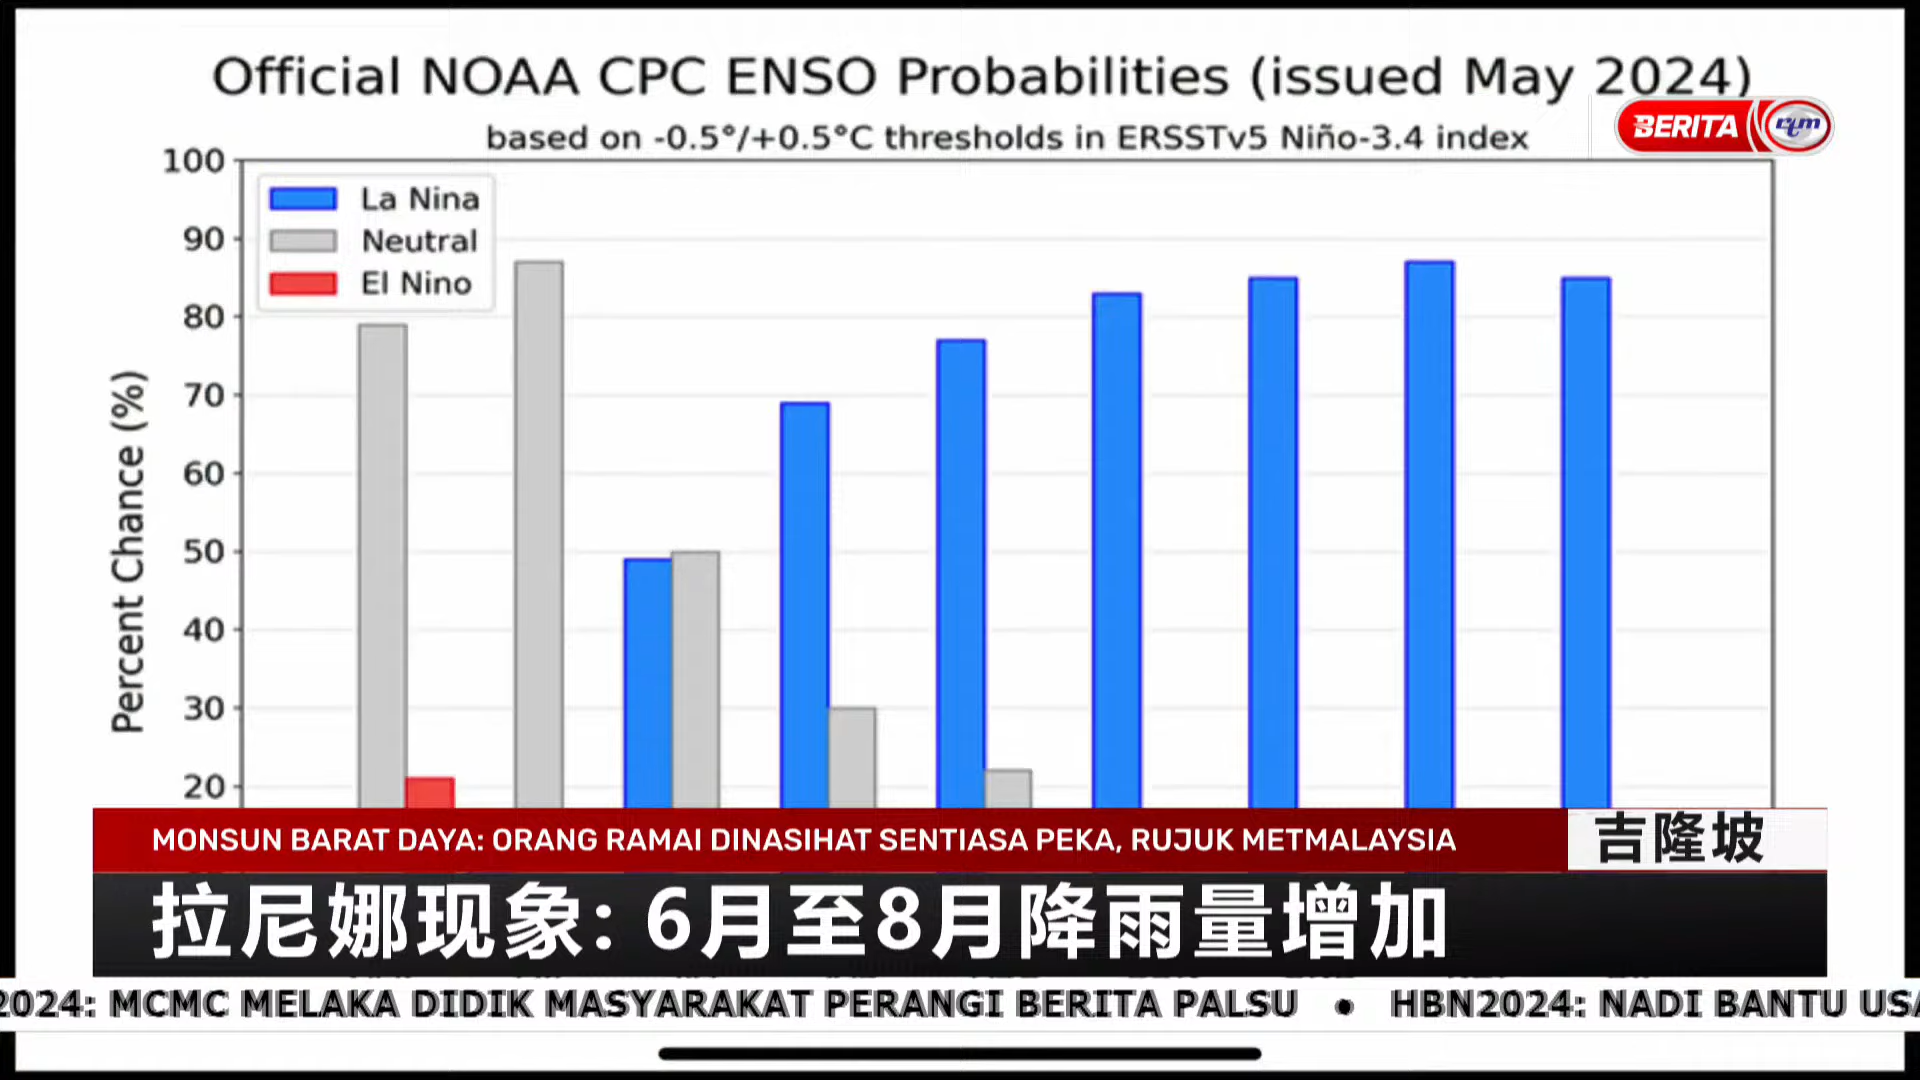 Official NOAA CPC ENSO Probabilities (issued May 2024)
based on -0.5°/+0.5°C thresholds in ERSSTv5 Niño-3.4 index
BERITA rtm
La Nina
Neutral
El Nino
Percent Chance (%)
100
90
80
70
60
50
40
30
20
MONSUN BARAT DAYA: ORANG RAMAI DINASIHAT SENTIASA PEKA, RUJUK METMALAYSIA
吉隆坡
拉尼娜现象: 6月至8月降雨量增加
2024: MCMC MELAKA DIDIK MASYARAKAT PERANGI BERITA PALSU • HBN2024: NADI BANTU